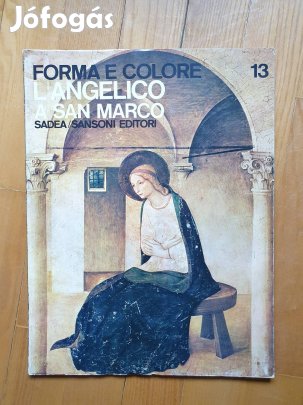 Jófogás
FORMA E COLORE 13
L'ANGELICO
A SAN MARCO
SADEA/SANSONI EDITORI